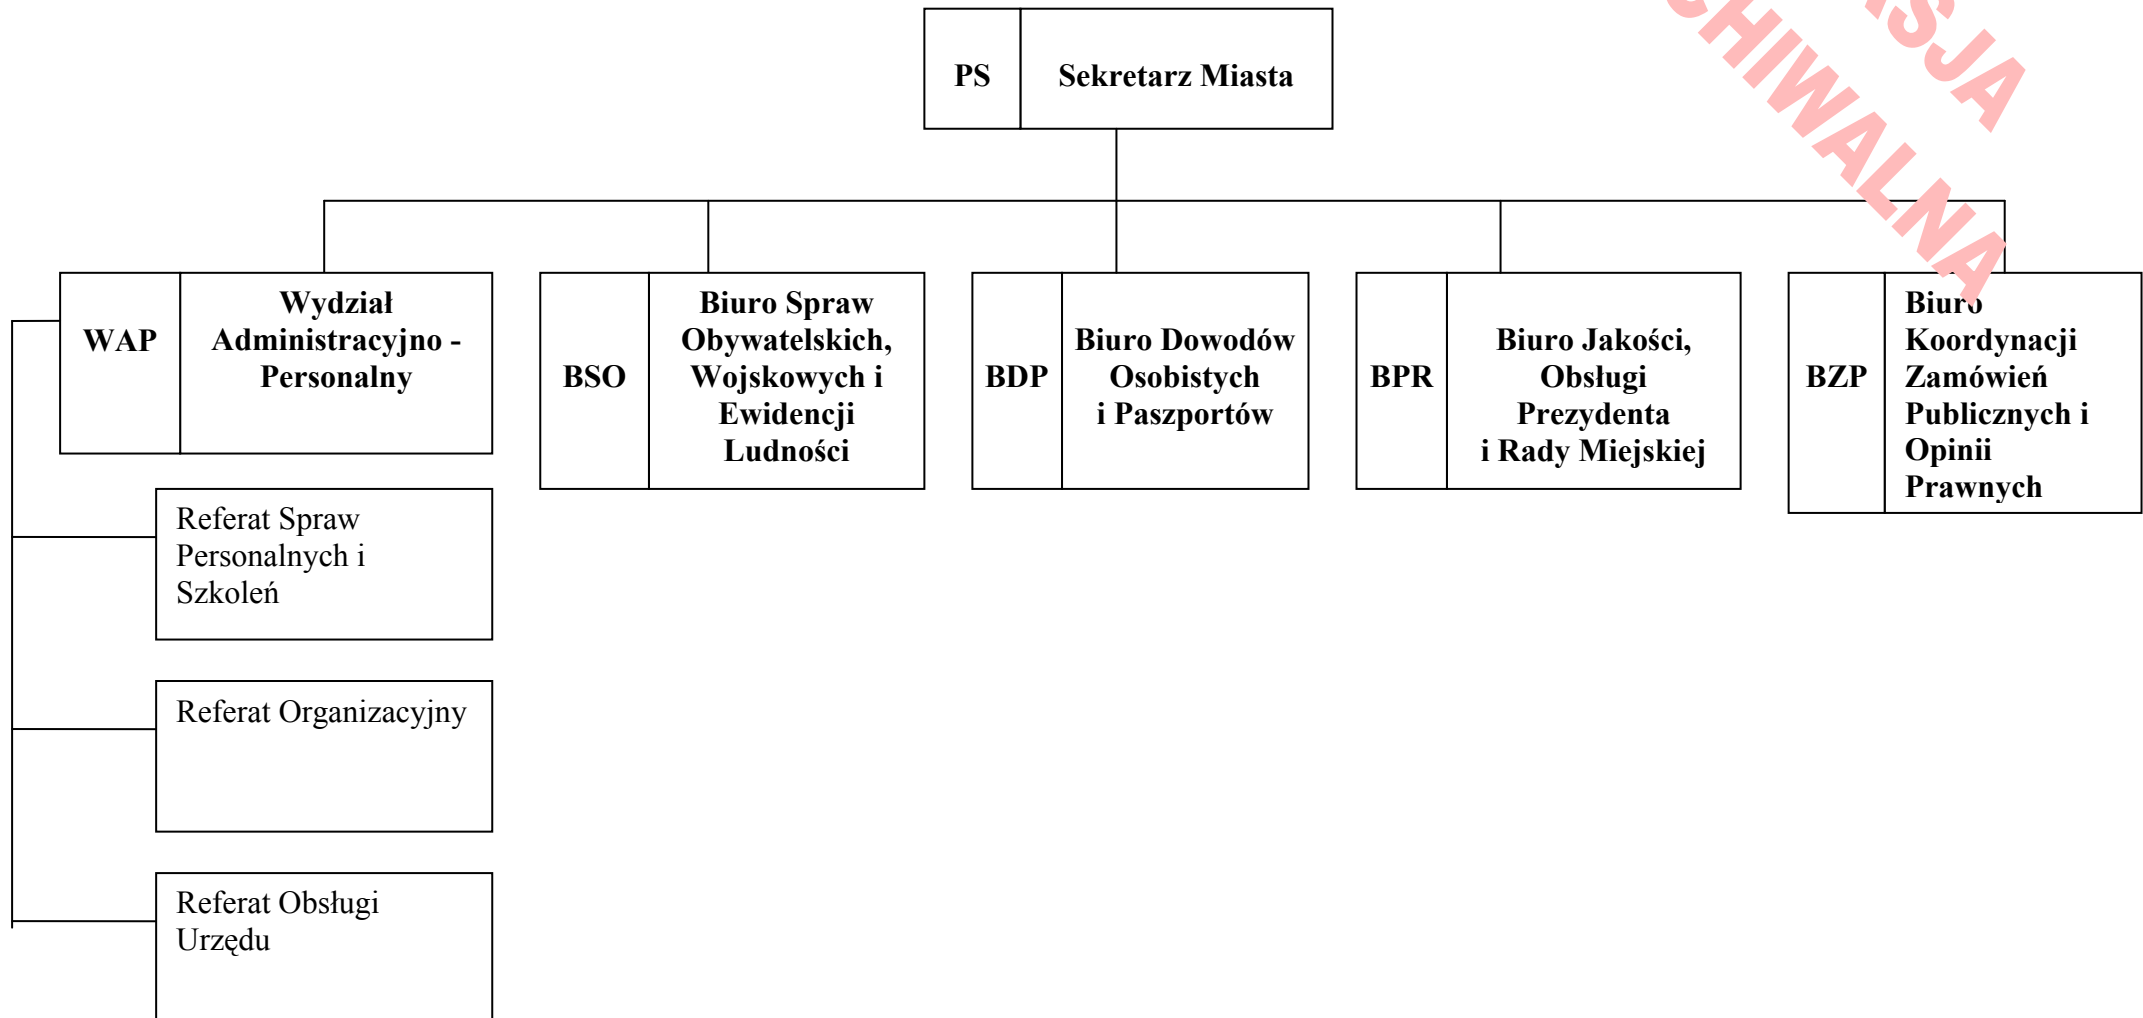 PS
Sekretarz Miasta
WAP
Wydział
Administracyjno -
Personalny
BSO
Biuro Spraw
Obywatelskich,
Wojskowych i
Ewidencji
Ludności
BDP
Biuro Dowodów
Osobistych
i Paszportów
BPR
Biuro Jakości,
Obsługi
Prezydenta
i Rady Miejskiej
BZP
Biuro
Koordynacji
Zamówień
Publicznych i
Opinii
Prawnych
Referat Spraw
Personalnych i
Szkoleń
Referat Organizacyjny
Referat Obsługi
Urzędu